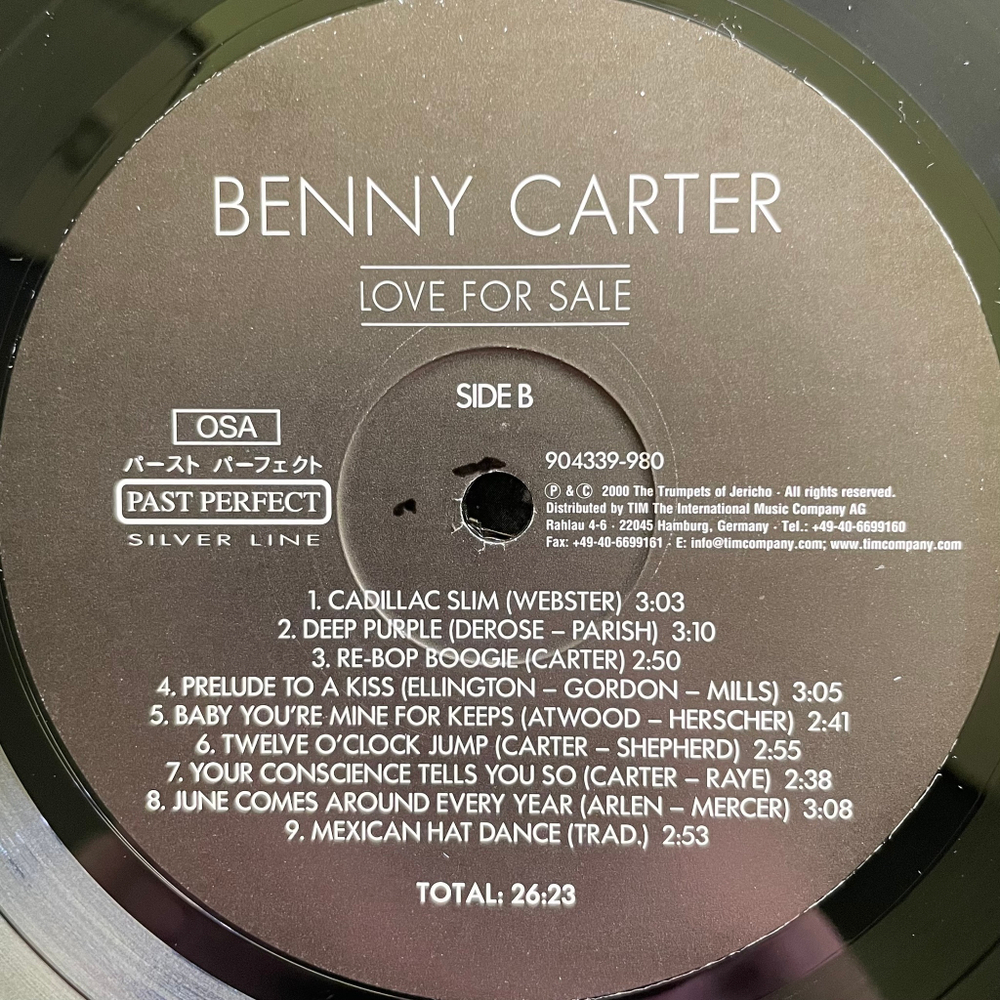 BENNY CARTER
LOVE FOR SALE
SIDE B
OSA
パースト パーフェクト
PAST PERFECT
SILVER LINE
904339-980
Ⓟ & © 2000 The Trumpets of Jericho · All rights reserved.
Distributed by TIM The International Music Company AG
Rahlau 4-6 · 22045 Hamburg, Germany · Tel.: +49-40-6699160
Fax: +49-40-6699161 · E: info@timcompany.com; www.timcompany.com
1. CADILLAC SLIM (WEBSTER) 3:03
2. DEEP PURPLE (DEROSE – PARISH) 3:10
3. RE-BOP BOOGIE (CARTER) 2:50
4. PRELUDE TO A KISS (ELLINGTON – GORDON – MILLS) 3:05
5. BABY YOU'RE MINE FOR KEEPS (ATWOOD – HERSCHER) 2:41
6. TWELVE O'CLOCK JUMP (CARTER – SHEPHERD) 2:55
7. YOUR CONSCIENCE TELLS YOU SO (CARTER – RAYE) 2:38
8. JUNE COMES AROUND EVERY YEAR (ARLEN – MERCER) 3:08
9. MEXICAN HAT DANCE (TRAD.) 2:53
TOTAL: 26:23